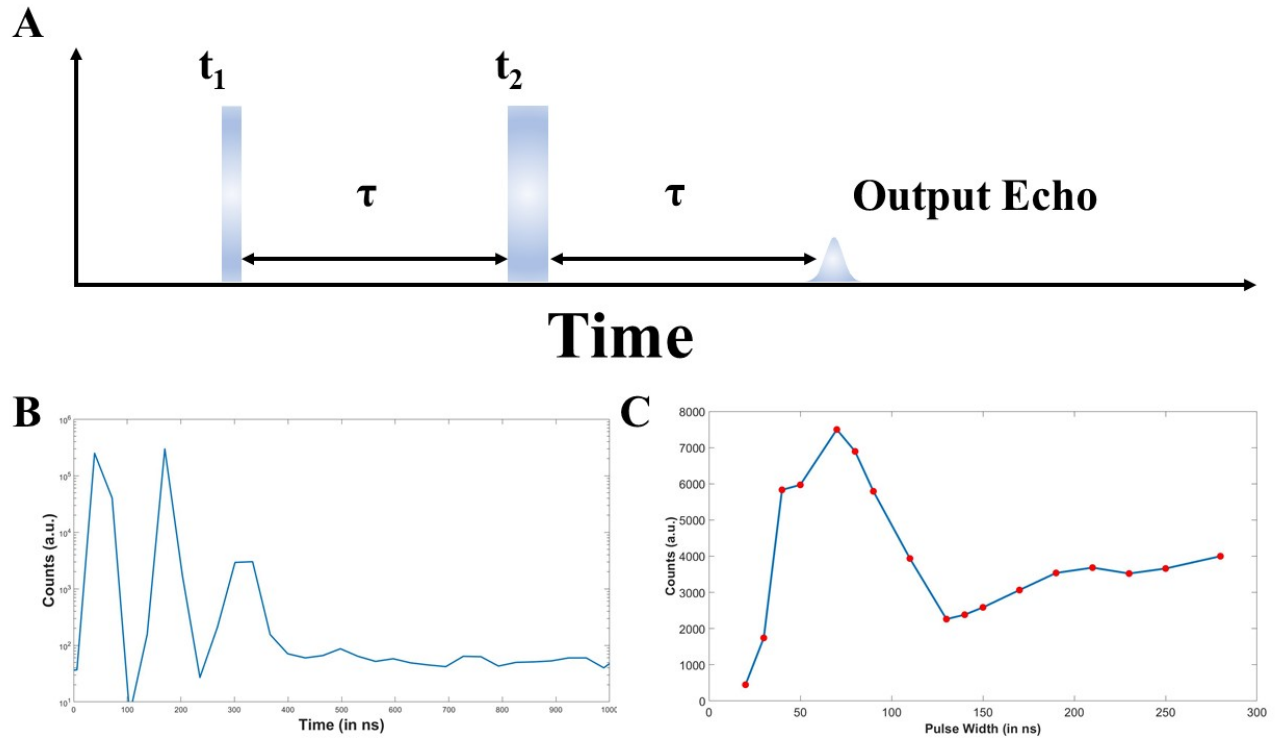 A
t1
t2
τ
τ
Output Echo
Time
B
10^6
10^5
10^4
10^3
10^2
10^1
Counts (a.u.)
0
100
200
300
400
500
600
700
800
900
1000
Time (in ns)
C
8000
7000
6000
5000
4000
3000
2000
1000
0
Counts (a.u.)
0
50
100
150
200
250
300
Pulse Width (in ns)